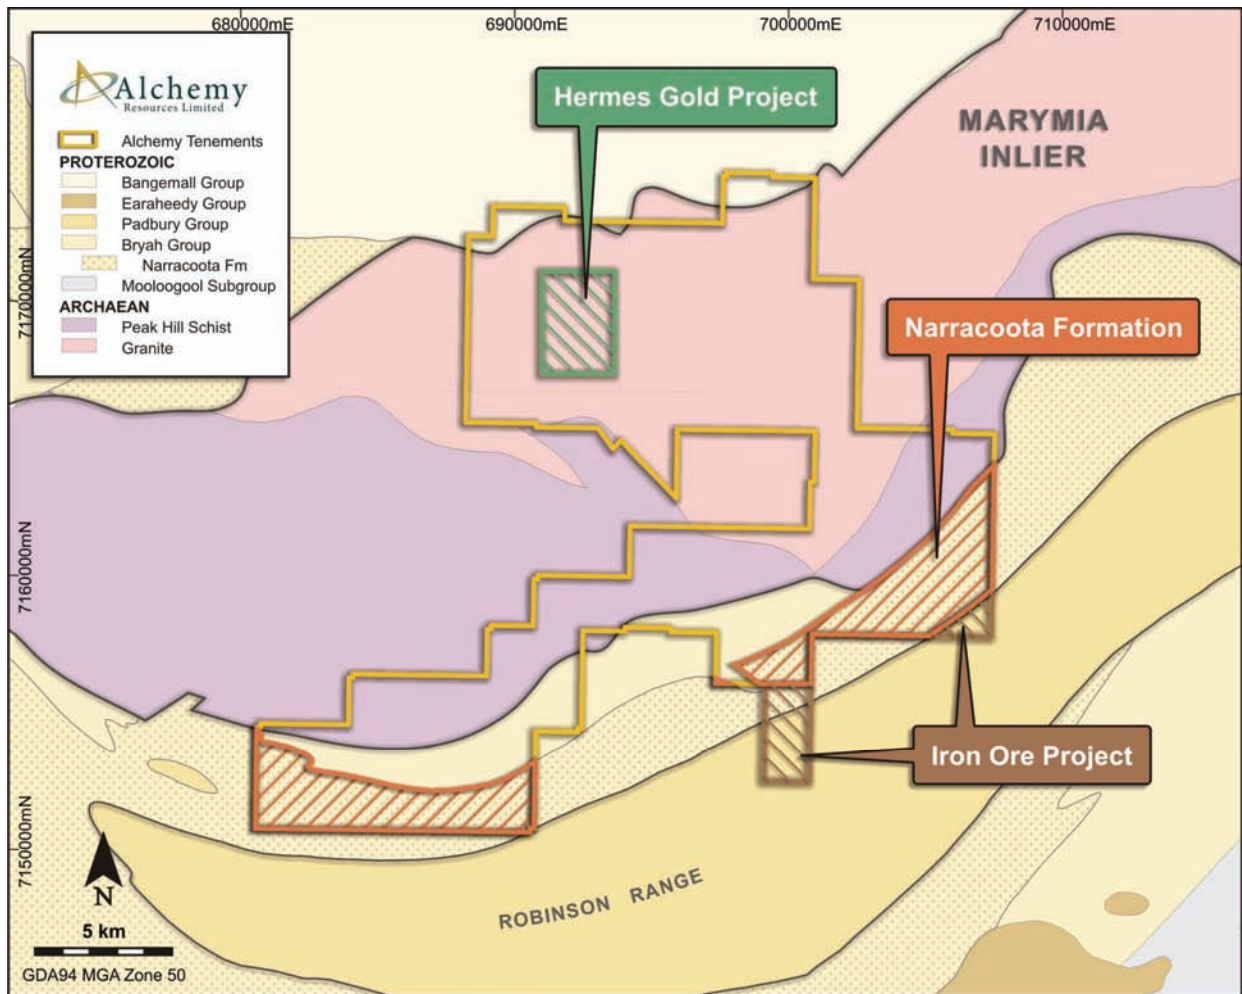 680000mE
690000mE
700000mE
710000mE
Alchemy
Resources Limited
Alchemy Tenements
PROTEROZOIC
Bangemall Group
Earaheedy Group
Padbury Group
Bryah Group
Narracoota Fm
Mooloogool Subgroup
ARCHAEAN
Peak Hill Schist
Granite
Hermes Gold Project
MARYMIA
INLIER
7170000mN
Narracoota Formation
7160000mN
Iron Ore Project
7150000mN
N
5 km
GDA94 MGA Zone 50
ROBINSON RANGE